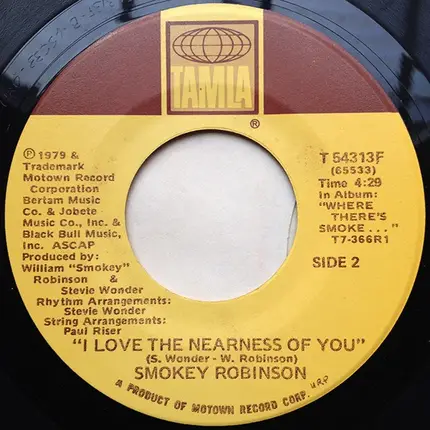 TAMLA
®
℗ 1979 &
Trademark
Motown Record
Corporation
Bertam Music
Co. & Jobete
Music Co., Inc. &
Black Bull Music,
Inc. ASCAP
Produced by:
William "Smokey"
Robinson &
Stevie Wonder
Rhythm Arrangements:
Stevie Wonder
String Arrangements:
Paul Riser
T 54313F
(65533)
Time 4:29
In Album:
"WHERE
THERE'S
SMOKE..."
T7-366R1
SIDE 2
"I LOVE THE NEARNESS OF YOU"
(S. Wonder - W. Robinson)
SMOKEY ROBINSON
A PRODUCT OF MOTOWN RECORD CORP.
URP